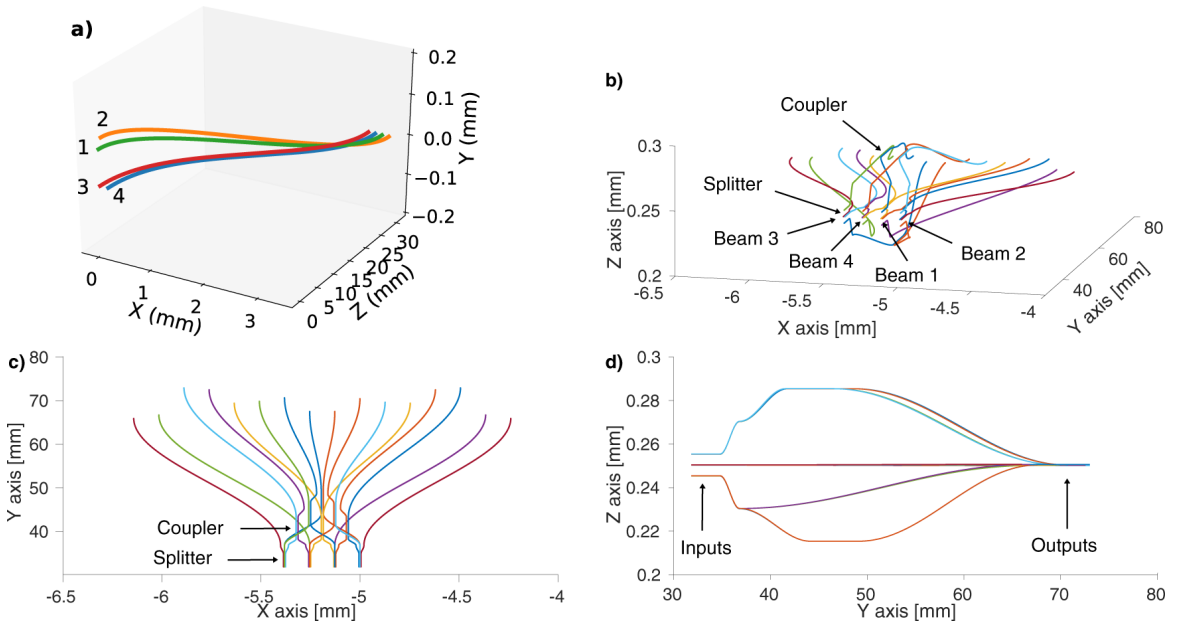 a)
2
1
3
4
0.2
0.1
0.0
−0.1
−0.2
Y (mm)
0
1
2
3
X (mm)
0 5 10 15 20 25 30
Z (mm)
b)
Coupler
Splitter
Beam 3
Beam 4
Beam 1
Beam 2
0.3
0.25
0.2
Z axis [mm]
-6.5
-6
-5.5
-5
-4.5
-4
X axis [mm]
40
60
80
Y axis [mm]
c)
80
70
60
50
40
Y axis [mm]
Coupler
Splitter
-6.5 -6 -5.5 -5 -4.5 -4
X axis [mm]
d)
0.3
0.28
0.26
0.24
0.22
0.2
Z axis [mm]
Inputs
Outputs
30 40 50 60 70 80
Y axis [mm]